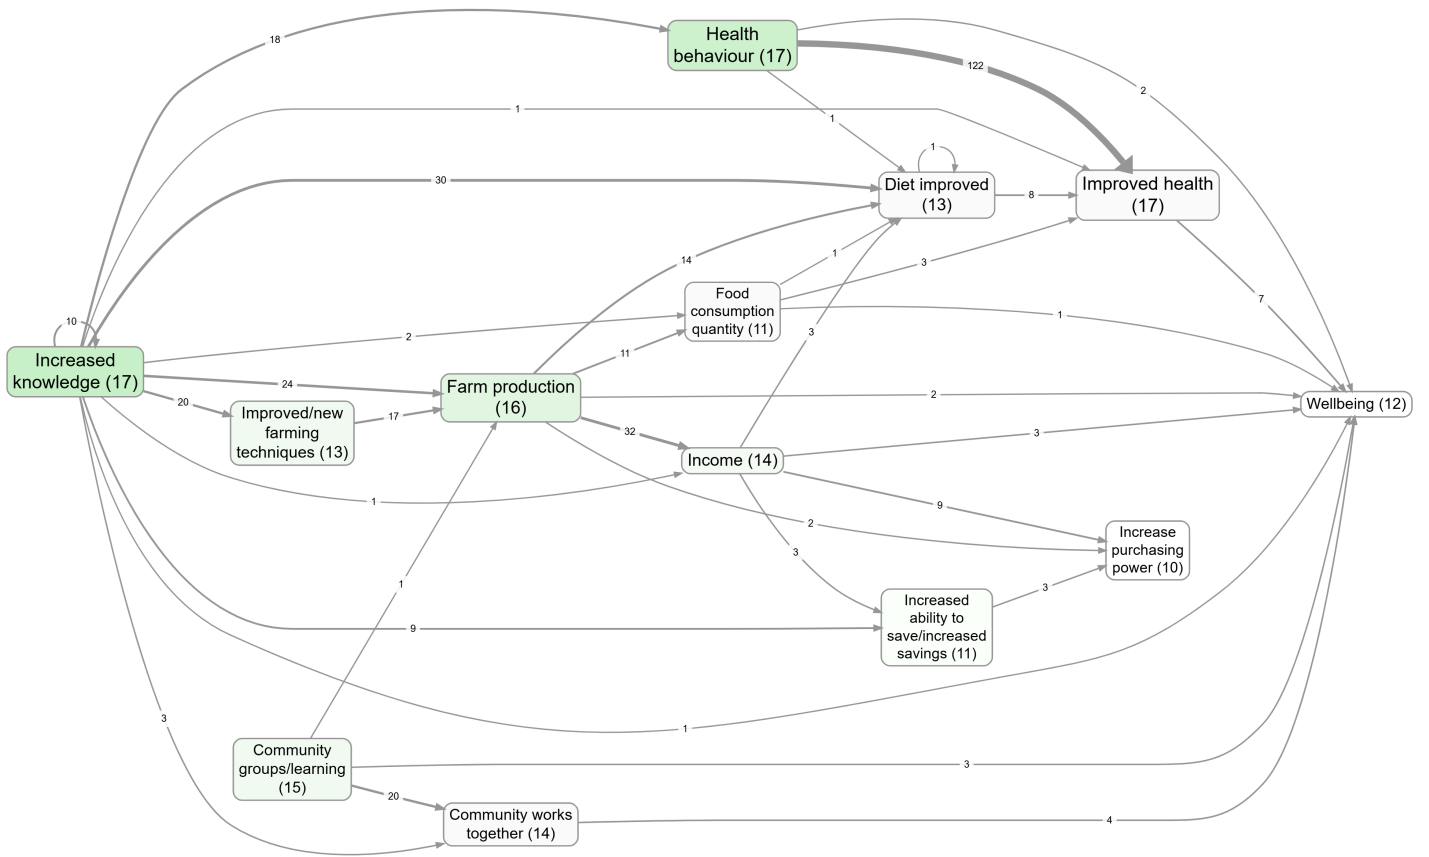 Health
behaviour (17)
18
122
2
1
1
1
Diet improved
(13)
8
Improved health
(17)
30
14
1
3
Food
consumption
quantity (11)
7
1
10
2
11
3
Increased
knowledge (17)
24
Farm production
(16)
2
Wellbeing (12)
20
Improved/new
farming
techniques (13)
17
32
3
Income (14)
1
9
2
Increase
purchasing
power (10)
3
1
3
Increased
ability to
save/increased
savings (11)
9
3
1
Community
groups/learning
(15)
3
20
Community works
together (14)
4